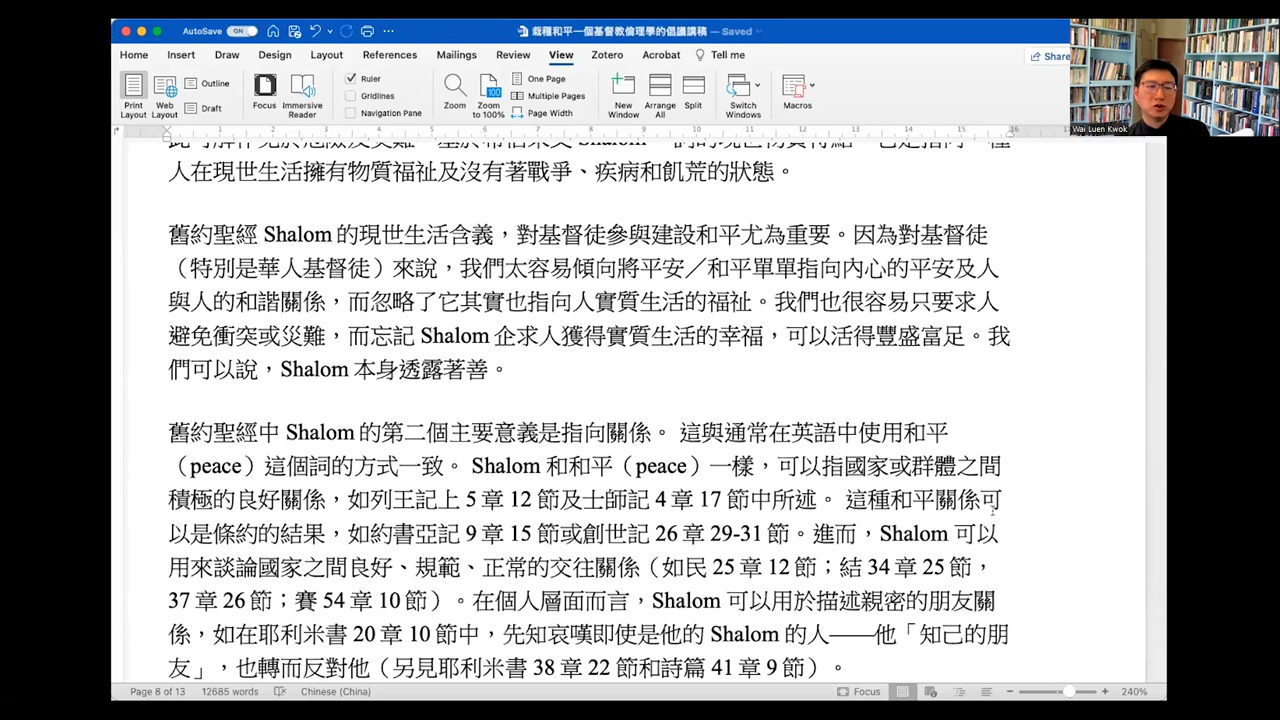 AutoSave ON 栽種和平—個基督教倫理學的倡議講稿 — Saved
Home Insert Draw Design Layout References Mailings Review View Zotero Acrobat Tell me Share
Print Layout Web Layout Outline Draft Focus Immersive Reader Ruler Gridlines Navigation Pane Zoom Zoom to 100% One Page Multiple Pages Page Width New Window Arrange All Split Switch Windows Macros
Wai Luen Kwok
1 2 3 4 5 6 7 8 9 10 11 12 13 14 15 16
人在現世生活擁有物質福祉及沒有著戰爭、疾病和飢荒的狀態。
舊約聖經 Shalom 的現世生活含義，對基督徒參與建設和平尤為重要。因為對基督徒
（特別是華人基督徒）來說，我們太容易傾向將平安／和平單單指向內心的平安及人
與人的和諧關係，而忽略了它其實也指向人實質生活的福祉。我們也很容易只要求人
避免衝突或災難，而忘記 Shalom 企求人獲得實質生活的幸福，可以活得豐盛富足。我
們可以說，Shalom 本身透露著善。
舊約聖經中 Shalom 的第二個主要意義是指向關係。 這與通常在英語中使用和平
（peace）這個詞的方式一致。 Shalom 和和平（peace）一樣，可以指國家或群體之間
積極的良好關係，如列王記上 5 章 12 節及士師記 4 章 17 節中所述。 這種和平關係可
以是條約的結果，如約書亞記 9 章 15 節或創世記 26 章 29-31 節。進而，Shalom 可以
用來談論國家之間良好、規範、正常的交往關係（如民 25 章 12 節；結 34 章 25 節，
37 章 26 節；賽 54 章 10 節）。在個人層面而言，Shalom 可以用於描述親密的朋友關
係，如在耶利米書 20 章 10 節中，先知哀嘆即使是他的 Shalom 的人——他「知己的朋
友」，也轉而反對他（另見耶利米書 38 章 22 節和詩篇 41 章 9 節）。
Page 8 of 13 12685 words Chinese (China) Focus 240%